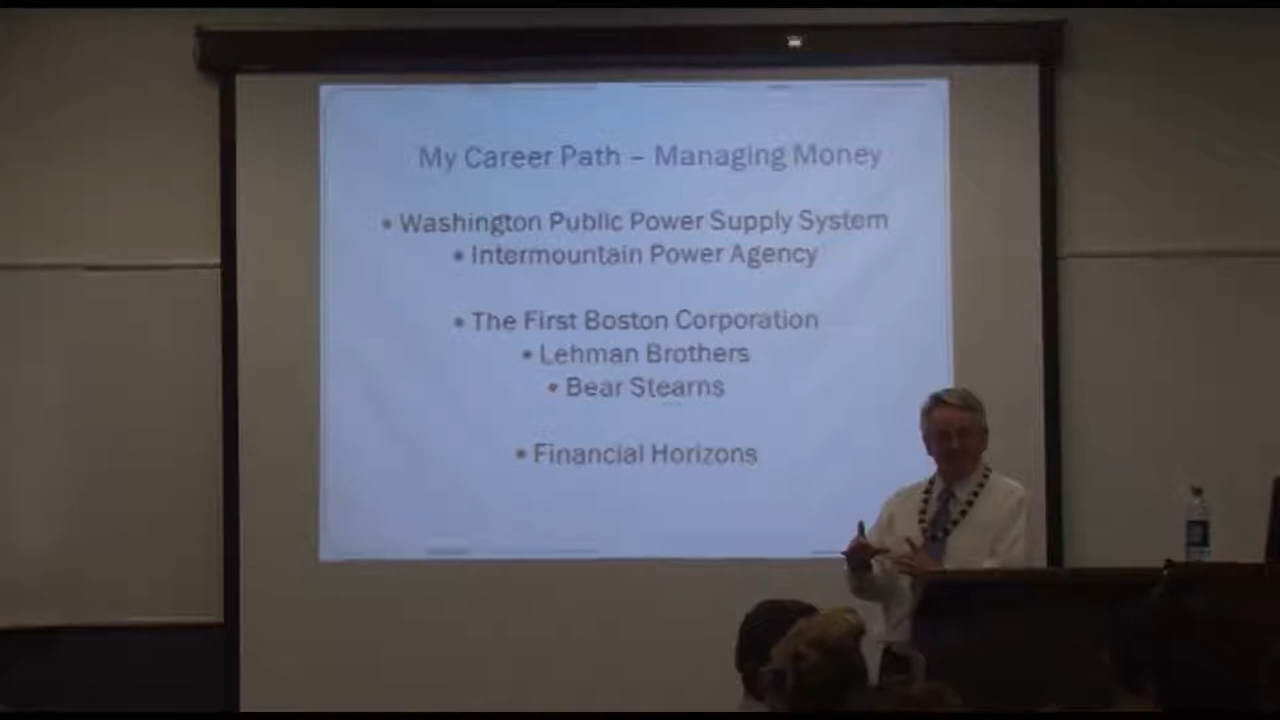 My Career Path – Managing Money
• Washington Public Power Supply System
• Intermountain Power Agency
• The First Boston Corporation
• Lehman Brothers
• Bear Stearns
• Financial Horizons